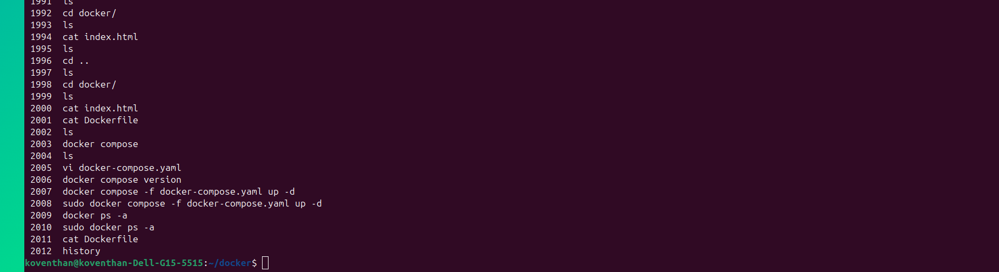 1991  ls
1992  cd docker/
1993  ls
1994  cat index.html
1995  ls
1996  cd ..
1997  ls
1998  cd docker/
1999  ls
2000  cat index.html
2001  cat Dockerfile
2002  ls
2003  docker compose
2004  ls
2005  vi docker-compose.yaml
2006  docker compose version
2007  docker compose -f docker-compose.yaml up -d
2008  sudo docker compose -f docker-compose.yaml up -d
2009  docker ps -a
2010  sudo docker ps -a
2011  cat Dockerfile
2012  history
koventhan@koventhan-Dell-G15-5515:~/docker$